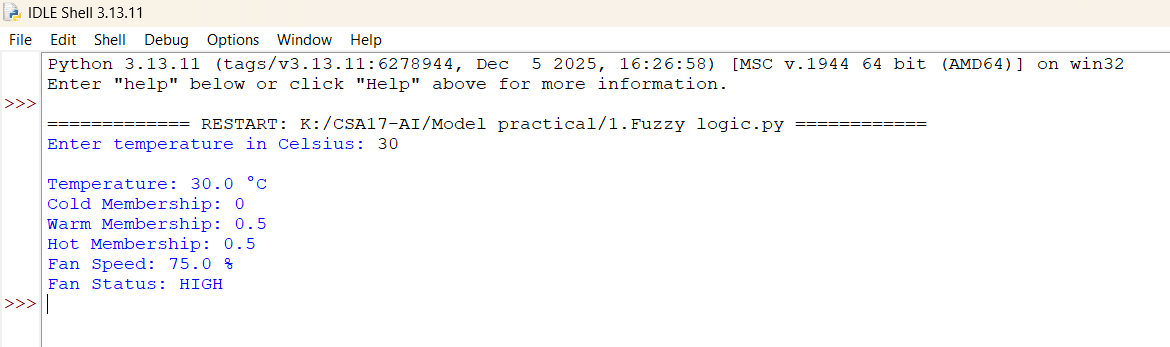 IDLE Shell 3.13.11
File Edit Shell Debug Options Window Help
Python 3.13.11 (tags/v3.13.11:6278944, Dec  5 2025, 16:26:58) [MSC v.1944 64 bit (AMD64)] on win32
Enter "help" below or click "Help" above for more information.
>>>
============= RESTART: K:/CSA17-AI/Model practical/1.Fuzzy logic.py ============
Enter temperature in Celsius: 30
Temperature: 30.0 °C
Cold Membership: 0
Warm Membership: 0.5
Hot Membership: 0.5
Fan Speed: 75.0 %
Fan Status: HIGH
>>>